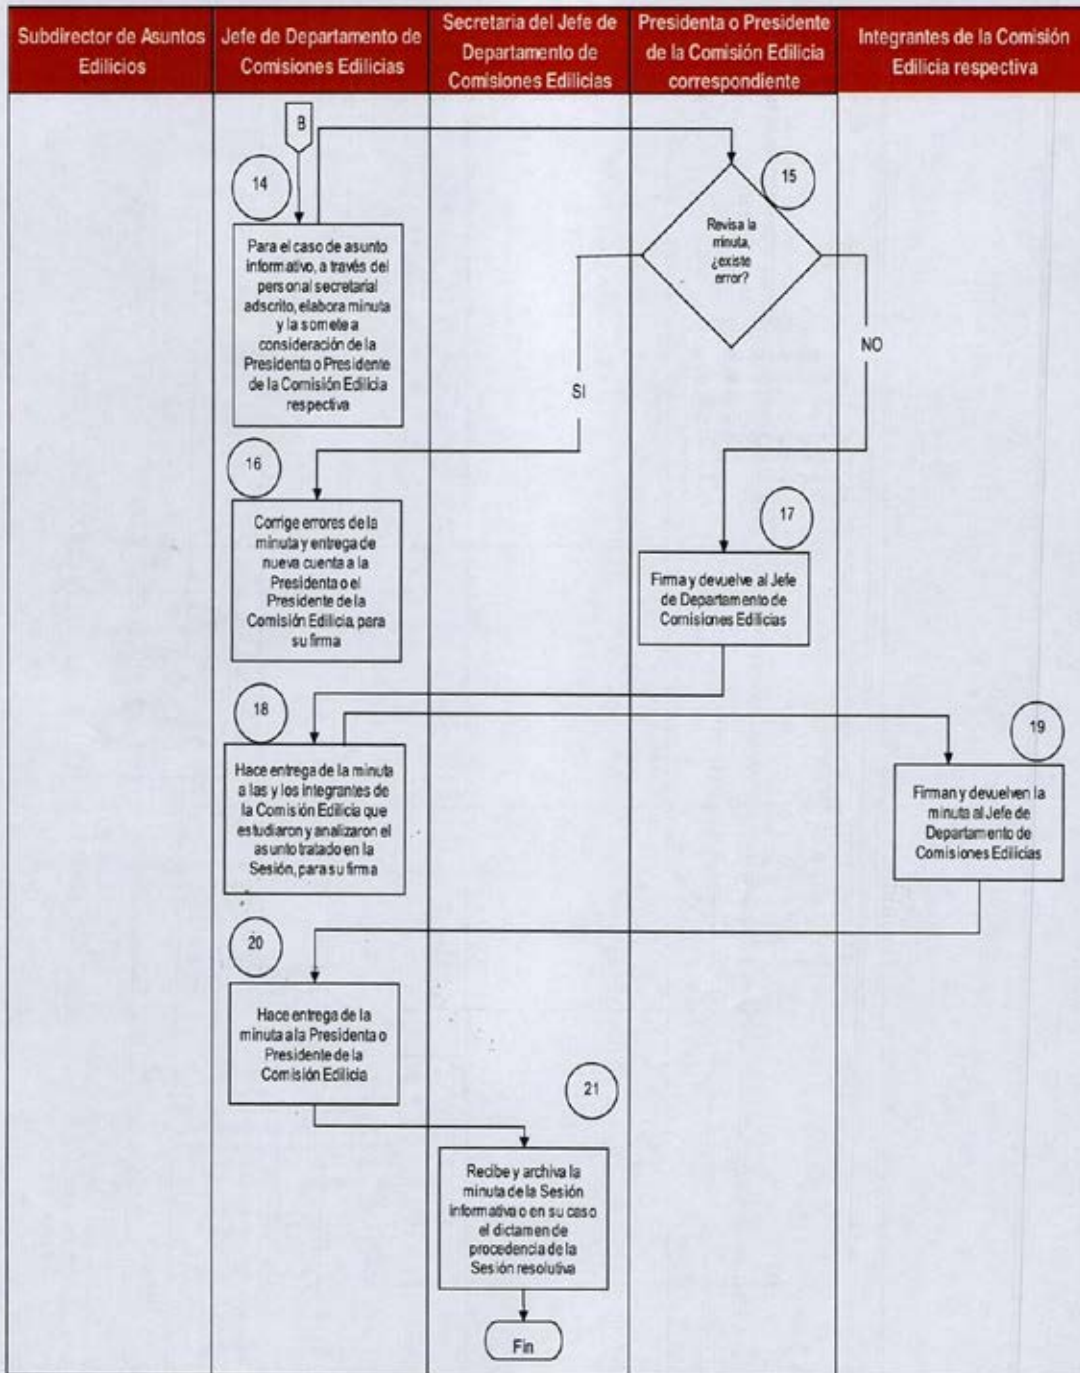 Subdirector de Asuntos
Edilicios
Jefe de Departamento de
Comisiones Edilicias
Secretaria del Jefe de
Departamento de
Comisiones Edilicias
Presidenta o Presidente
de la Comisión Edilicia
correspondiente
Integrantes de la Comisión
Edilicia respectiva
B
14
Para el caso de asunto
informativo, a través del
personal secretarial
adscrito, elabora minuta
y la somete a
consideración de la
Presidenta o Presidente
de la Comisión Edilicia
respectiva
15
Revisa la
minuta,
¿existe
error?
SI
NO
16
Corrige errores de la
minuta y entrega de
nueva cuenta a la
Presidenta o el
Presidente de la
Comisión Edilicia, para
su firma
17
Firma y devuelve al Jefe
de Departamento de
Comisiones Edilicias
18
Hace entrega de la minuta
a las y los integrantes de
la Comisión Edilicia que
estudiaron y analizaron el
asunto tratado en la
Sesión, para su firma
19
Firman y devuelven la
minuta al Jefe de
Departamento de
Comisiones Edilicias
20
Hace entrega de la
minuta a la Presidenta o
Presidente de la
Comisión Edilicia
21
Recibe y archiva la
minuta de la Sesión
informativa o en su caso
el dictamen de
procedencia de la
Sesión resolutiva
Fin